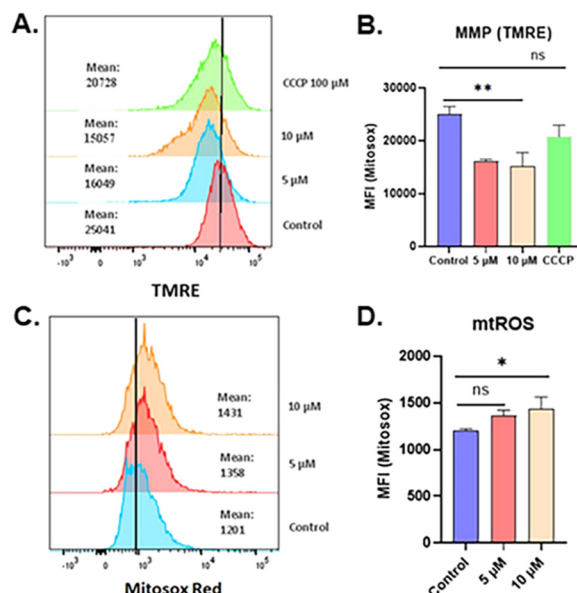 A.
Mean:
20728
CCCP 100 µM
Mean:
15057
10 µM
Mean:
16049
5 µM
Mean:
25041
Control
-10³ 0 10³ 10⁴ 10⁵
TMRE
B.
MMP (TMRE)
ns
**
MFI (Mitosox)
30000
20000
10000
0
Control 5 µM 10 µM CCCP
C.
Mean:
1431
10 µM
Mean:
1358
5 µM
Mean:
1201
Control
-10³ 0 10³ 10⁴ 10⁵
Mitosox Red
D.
mtROS
*
ns
MFI (Mitosox)
2000
1500
1000
500
0
Control 5 µM 10 µM